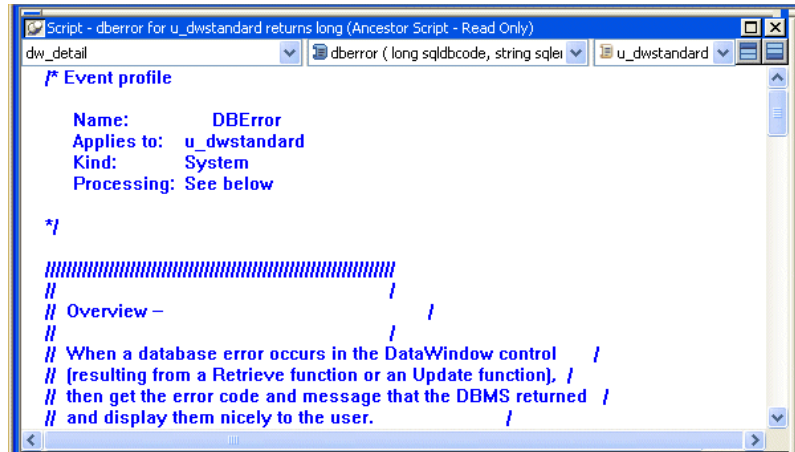 Script - dberror for u_dwstandard returns long (Ancestor Script - Read Only)
dw_detail dberror ( long sqldbcode, string sqler u_dwstandard
/* Event profile
Name: DBError
Applies to: u_dwstandard
Kind: System
Processing: See below
*/
//////////////////////////////////////////////////////////////////////
// /
// Overview – /
// /
// When a database error occurs in the DataWindow control /
// (resulting from a Retrieve function or an Update function), /
// then get the error code and message that the DBMS returned /
// and display them nicely to the user. /